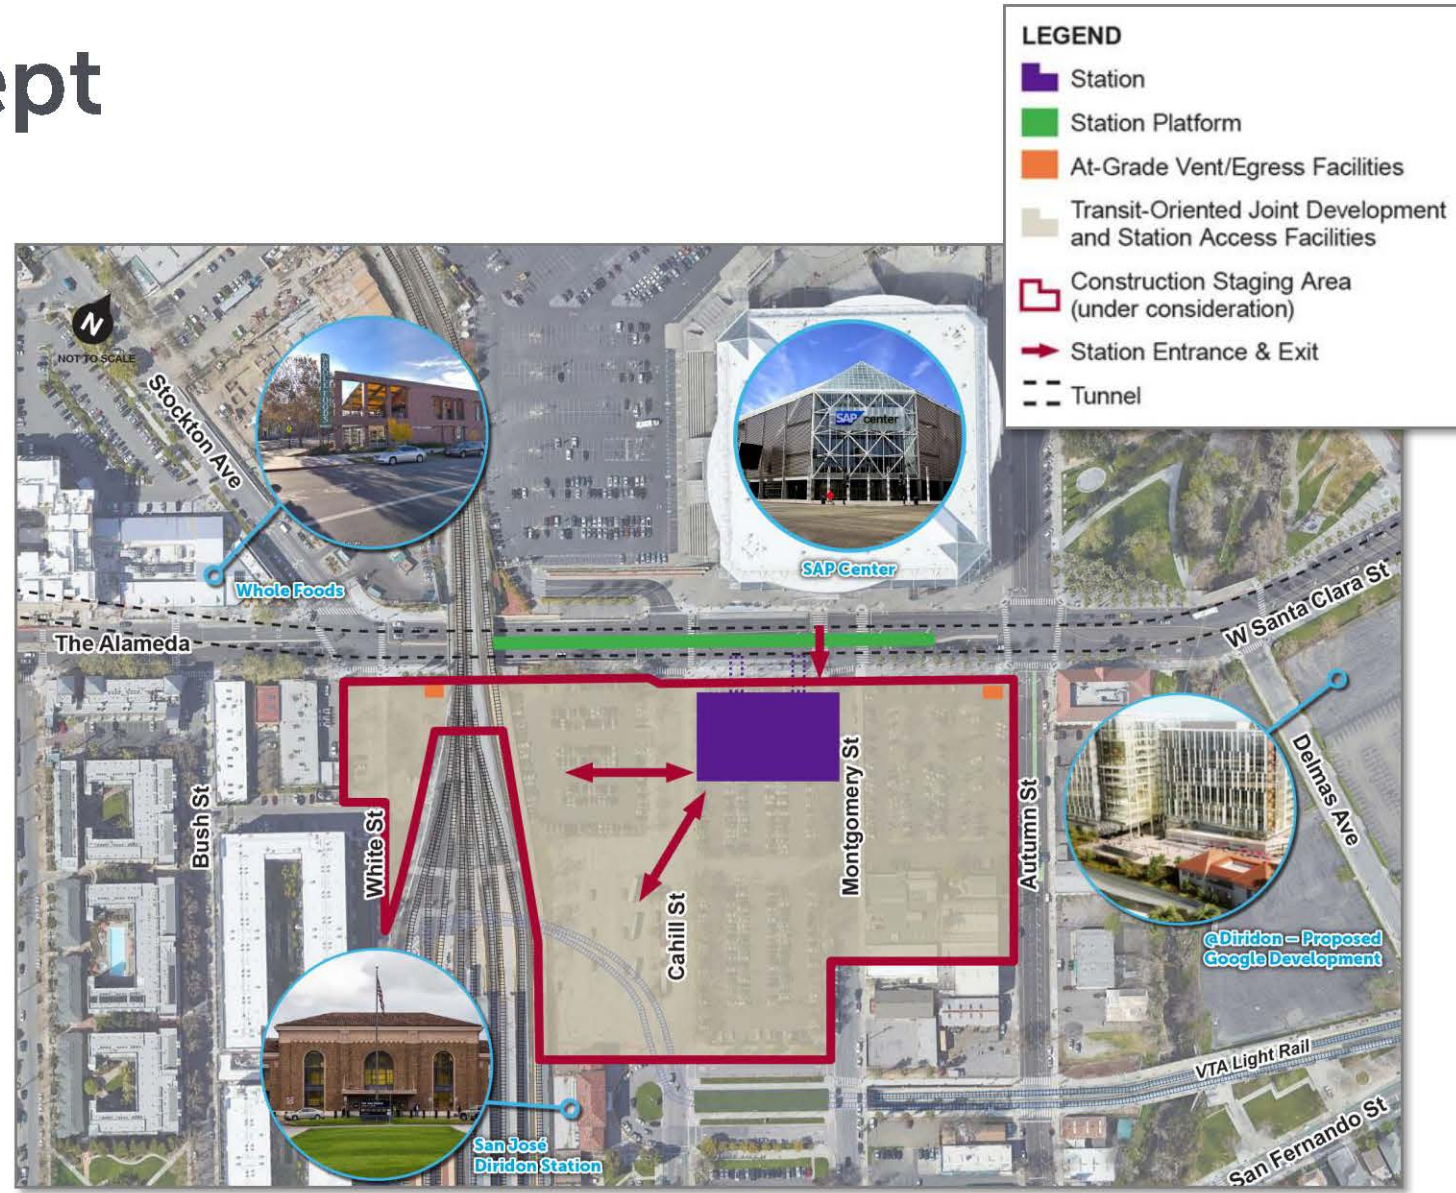 ept
LEGEND
Station
Station Platform
At-Grade Vent/Egress Facilities
Transit-Oriented Joint Development
and Station Access Facilities
Construction Staging Area
(under consideration)
Station Entrance & Exit
Tunnel
N
NOT TO SCALE
Stockton Ave
SAP center
SAP Center
Whole Foods
The Alameda
W Santa Clara St
Bush St
White St
Cahill St
Montgomery St
Autumn St
Delmas Ave
@Diridon – Proposed
Google Development
VTA Light Rail
San José
Diridon Station
San Fernando St